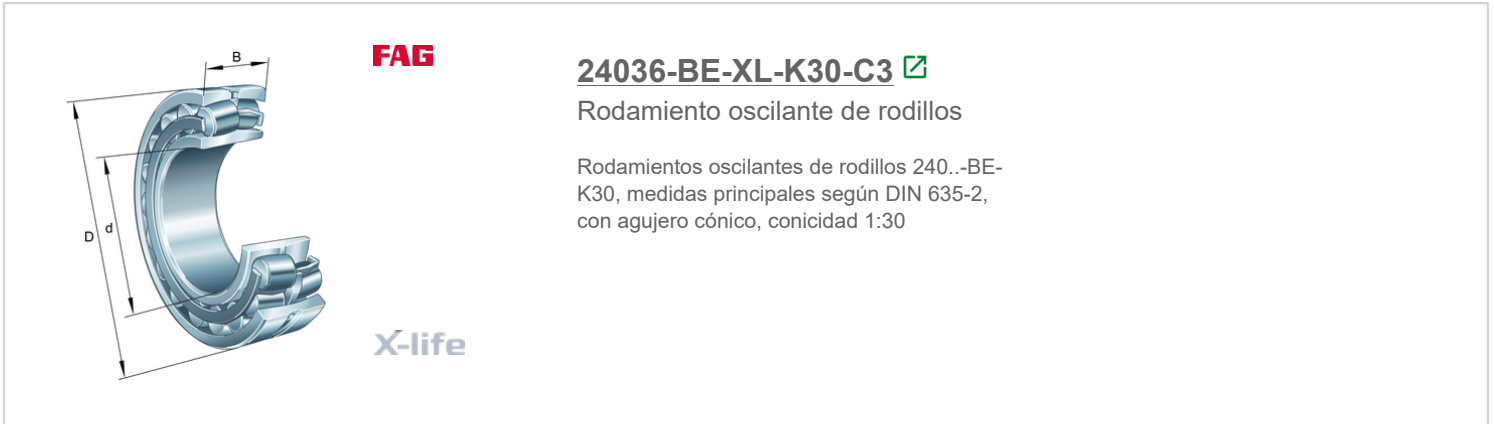 B
D
d
FAG
X-life
24036-BE-XL-K30-C3
Rodamiento oscilante de rodillos
Rodamientos oscilantes de rodillos 240..-BE-
K30, medidas principales según DIN 635-2,
con agujero cónico, conicidad 1:30